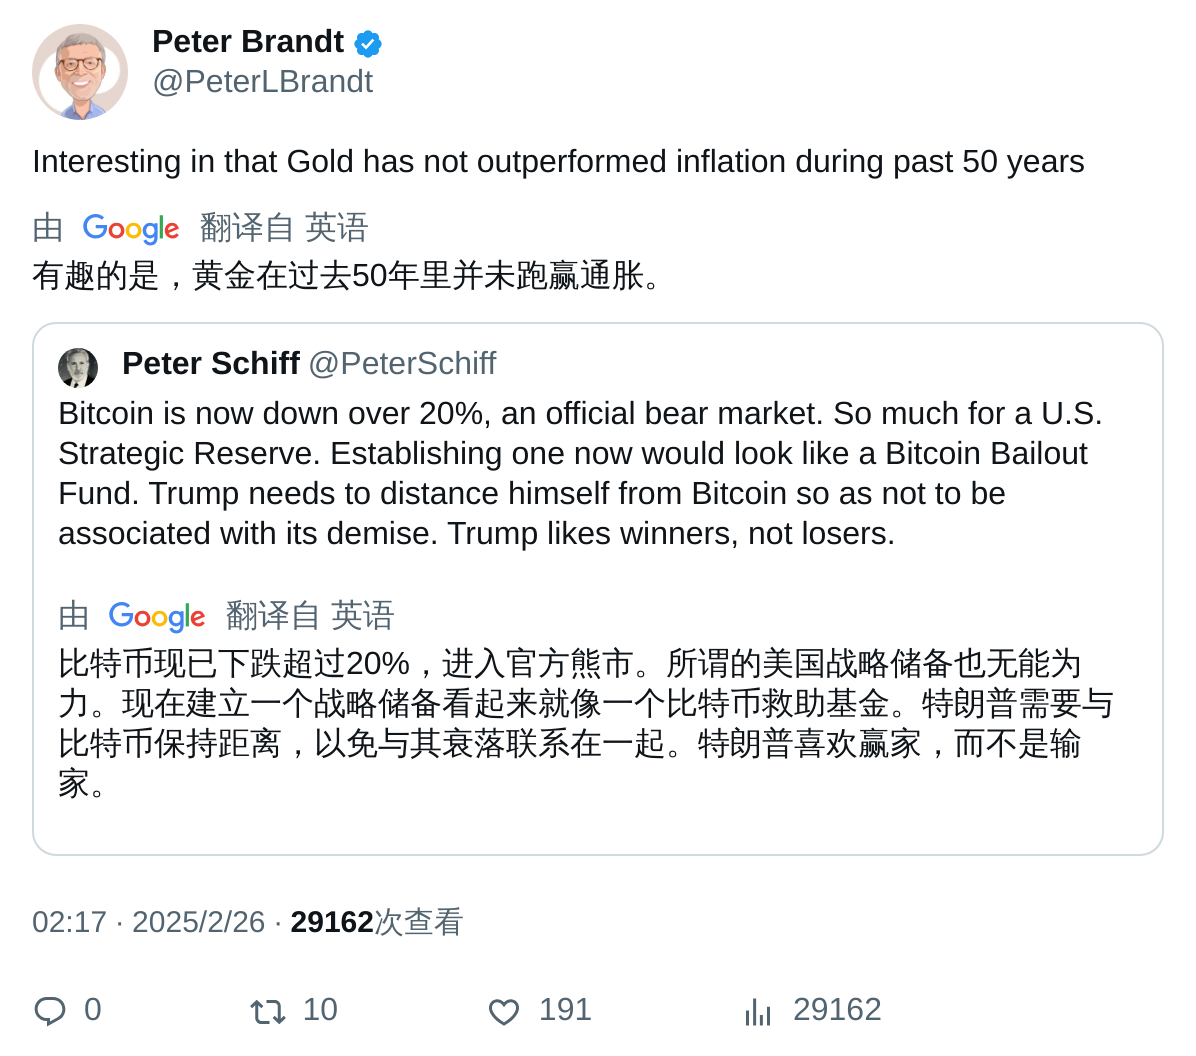 Peter Brandt
@PeterLBrandt
Interesting in that Gold has not outperformed inflation during past 50 years
由 Google 翻译自 英语
有趣的是，黄金在过去50年里并未跑赢通胀。
Peter Schiff @PeterSchiff
Bitcoin is now down over 20%, an official bear market. So much for a U.S.
Strategic Reserve. Establishing one now would look like a Bitcoin Bailout
Fund. Trump needs to distance himself from Bitcoin so as not to be
associated with its demise. Trump likes winners, not losers.
由 Google 翻译自 英语
比特币现已下跌超过20%，进入官方熊市。所谓的美国战略储备也无能为
力。现在建立一个战略储备看起来就像一个比特币救助基金。特朗普需要与
比特币保持距离，以免与其衰落联系在一起。特朗普喜欢赢家，而不是输
家。
02:17 · 2025/2/26 · 29162次查看
0 10 191 29162